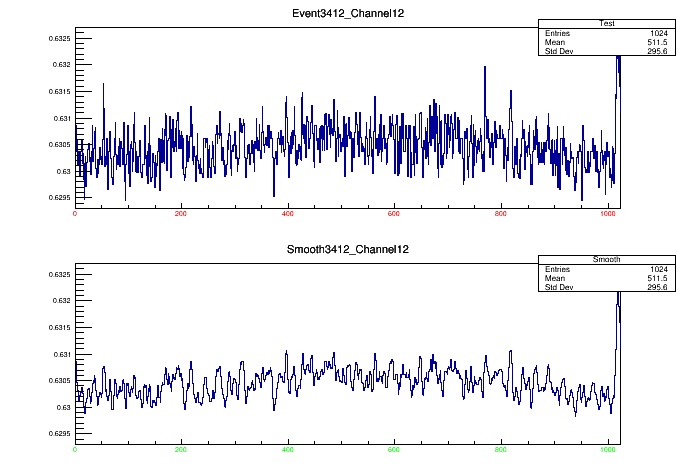 Event3412_Channel12
Test
Entries 1024
Mean 511.5
Std Dev 295.6
0.6325
0.632
0.6315
0.631
0.6305
0.63
0.6295
0 200 400 600 800 1000
Smooth3412_Channel12
Smooth
Entries 1024
Mean 511.5
Std Dev 295.6
0.6325
0.632
0.6315
0.631
0.6305
0.63
0.6295
0 200 400 600 800 1000